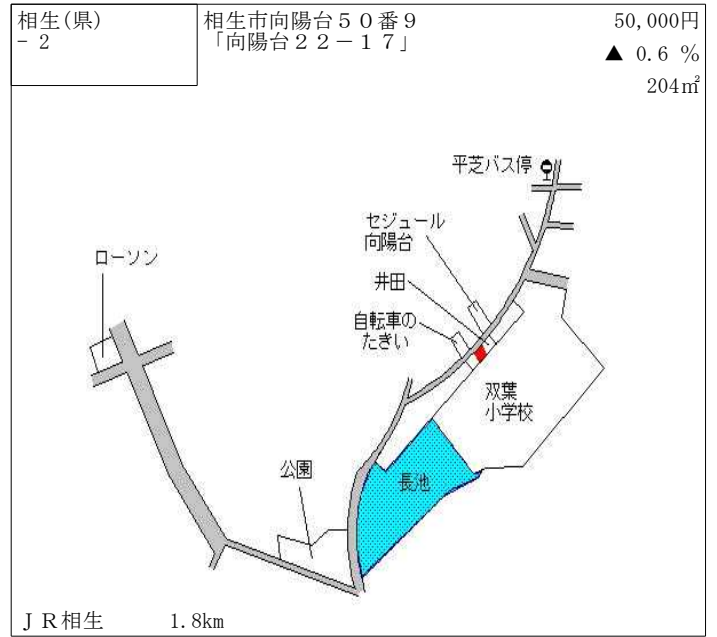 相生(県)
- 2
相生市向陽台５０番９
「向陽台２２－１７」
50,000円
▲ 0.6 %
204㎡
平芝バス停
セジュール
向陽台
井田
自転車の
たきい
ローソン
双葉
小学校
長池
公園
ＪＲ相生 1.8km